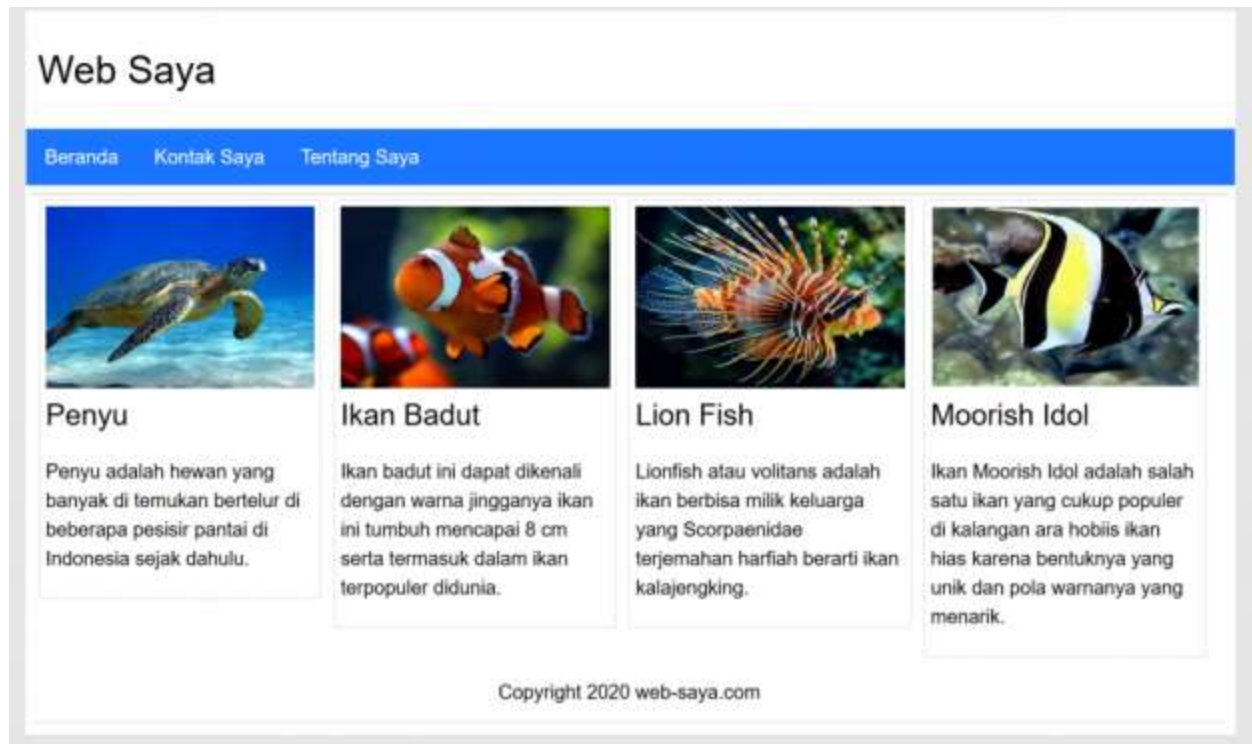 Web Saya
Beranda Kontak Saya Tentang Saya
Penyu
Penyu adalah hewan yang
banyak di temukan bertelur di
beberapa pesisir pantai di
Indonesia sejak dahulu.
Ikan Badut
Ikan badut ini dapat dikenali
dengan warna jingganya ikan
ini tumbuh mencapai 8 cm
serta termasuk dalam ikan
terpopuler didunia.
Lion Fish
Lionfish atau volitans adalah
ikan berbisa milik keluarga
yang Scorpaenidae
terjemahan harfiah berarti ikan
kalajengking.
Moorish Idol
Ikan Moorish Idol adalah salah
satu ikan yang cukup populer
di kalangan ara hobiis ikan
hias karena bentuknya yang
unik dan pola warnanya yang
menarik.
Copyright 2020 web-saya.com